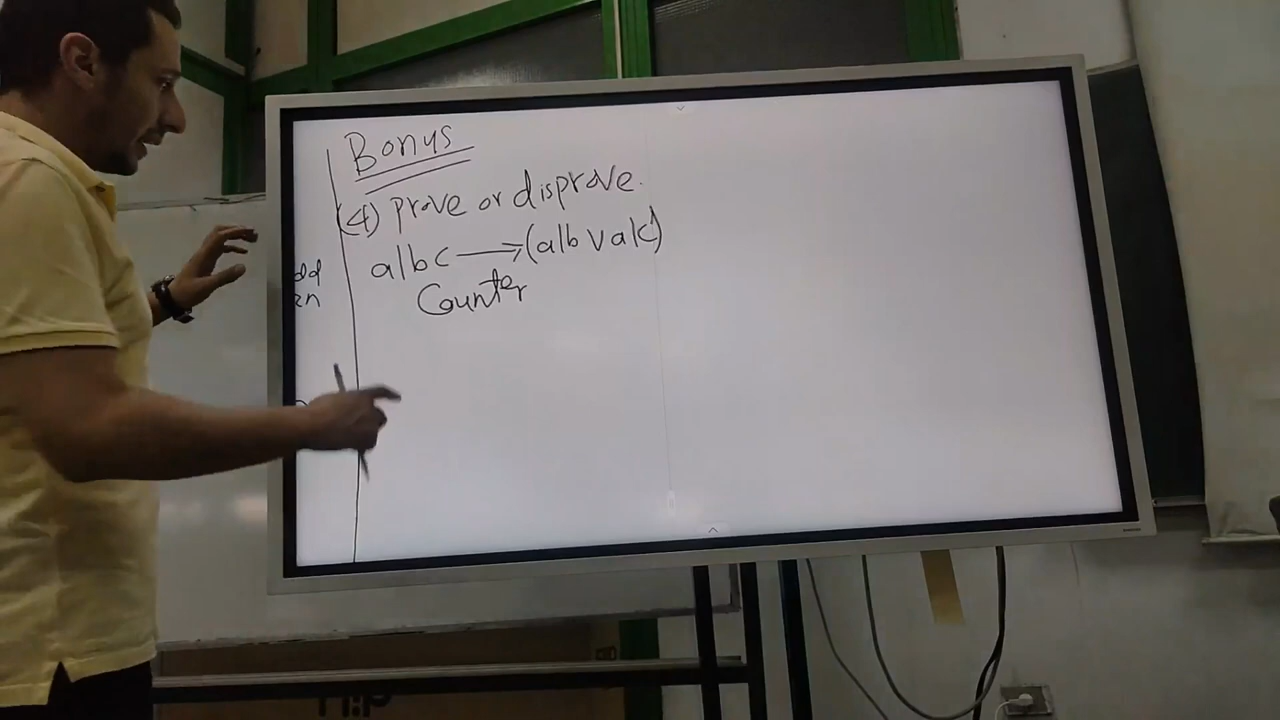 Bonus
(4) prove or disprove.
a|bc → (a|b ∨ a|c)
Counter